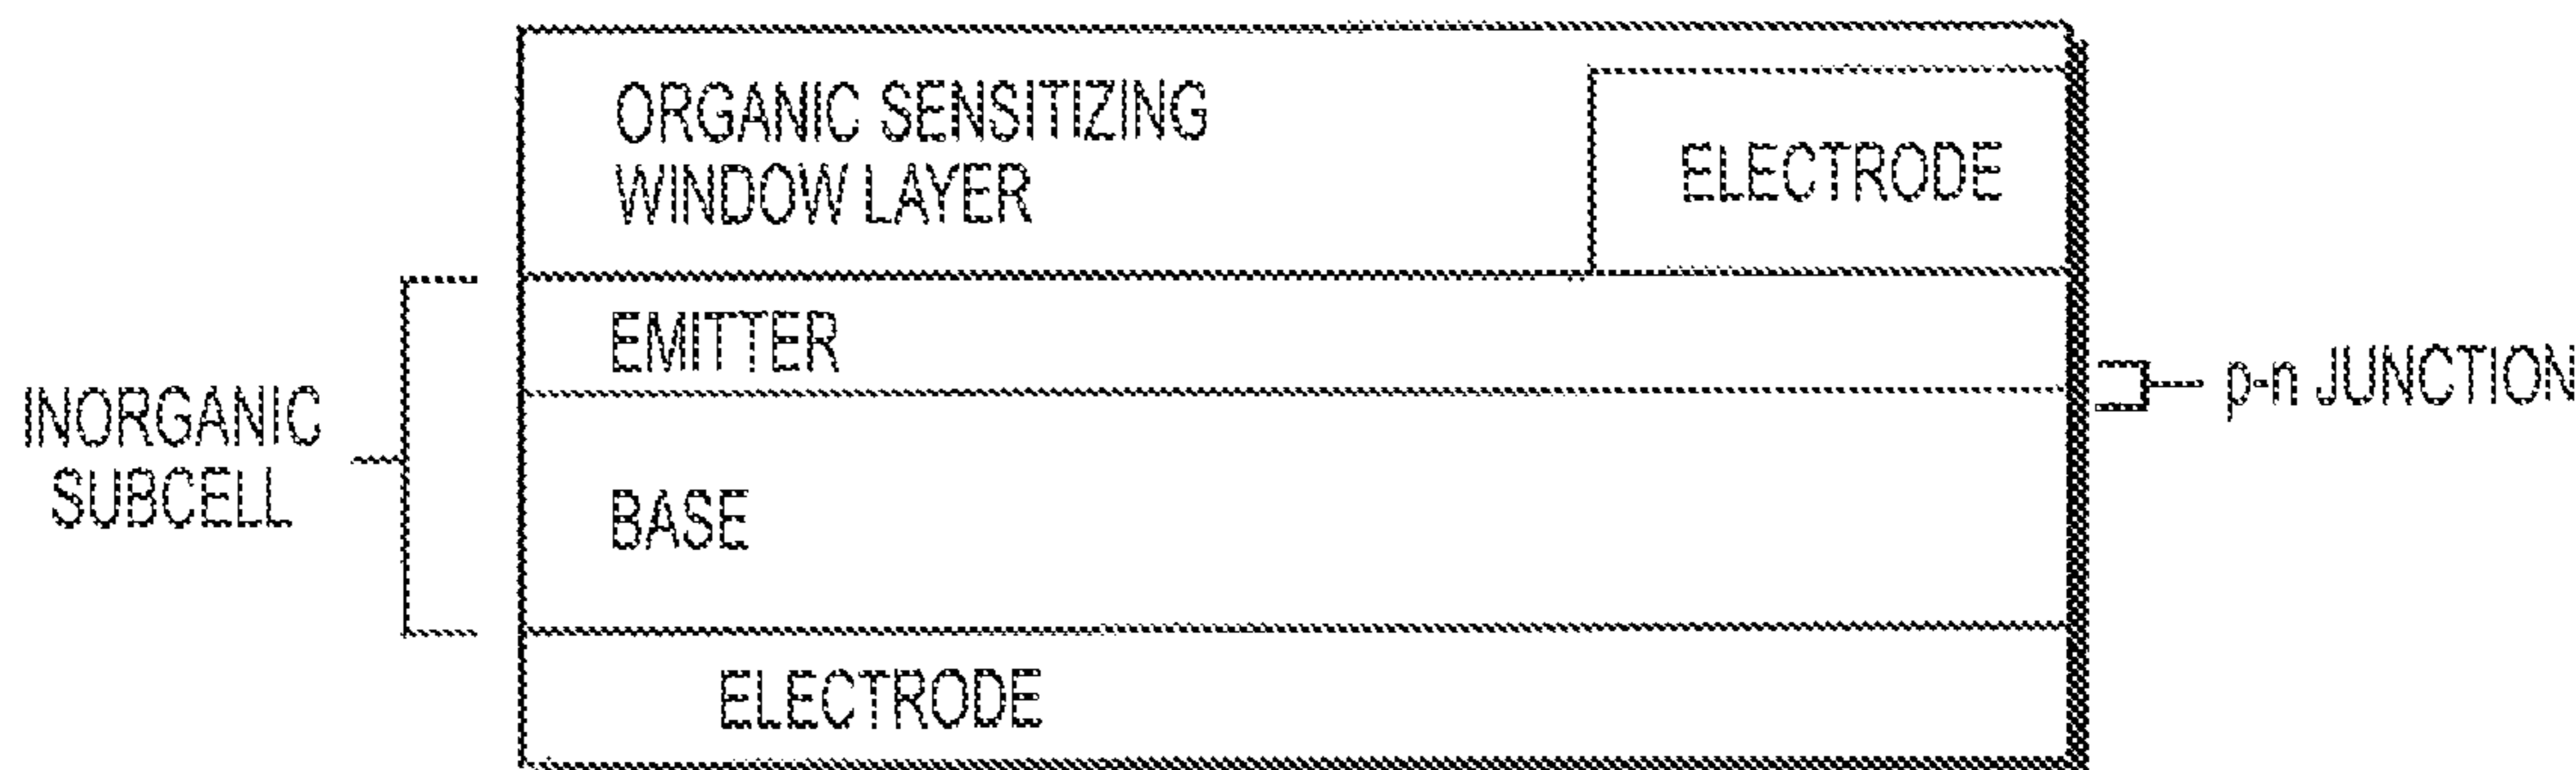 ORGANIC SENSITIZING
WINDOW LAYER
ELECTRODE
EMITTER
p-n JUNCTION
INORGANIC
SUBCELL
BASE
ELECTRODE